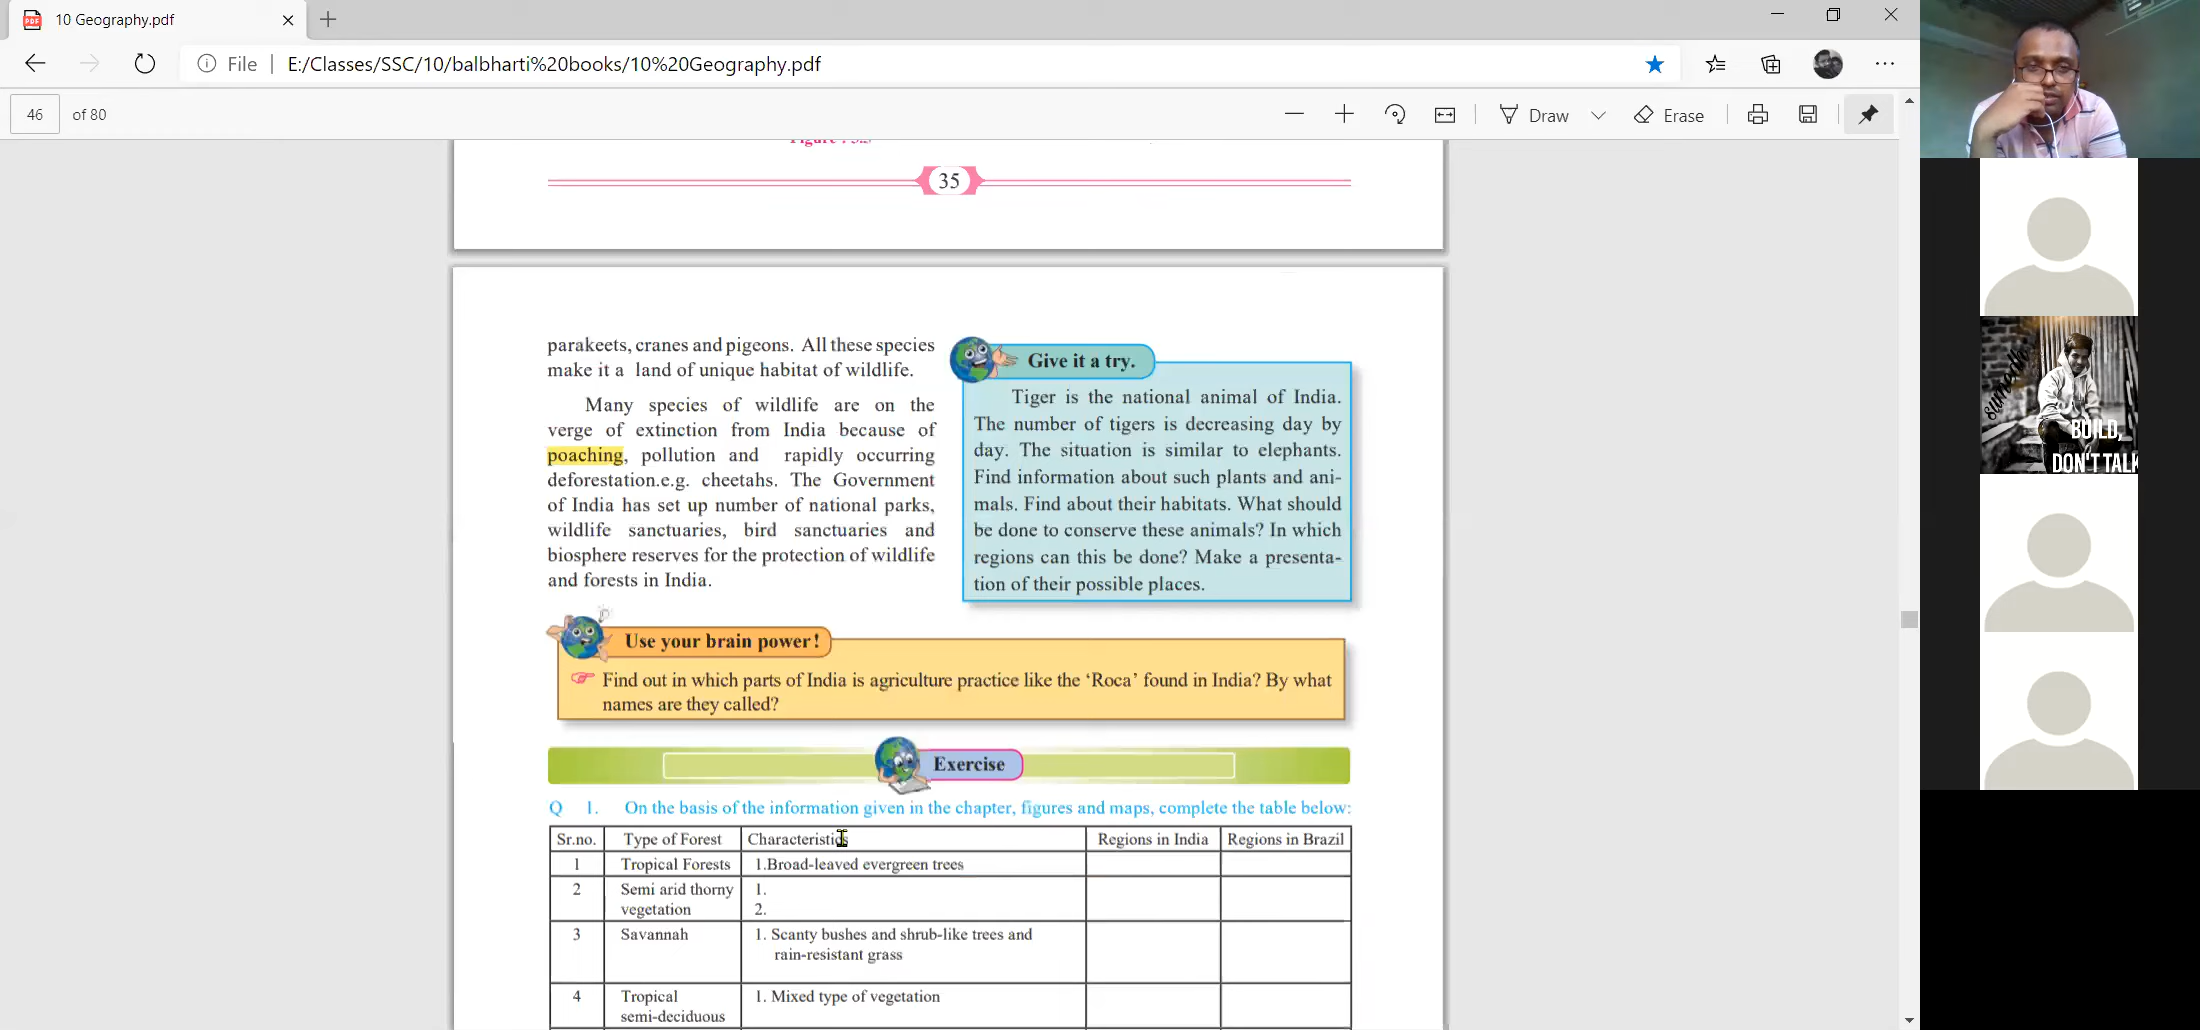 10 Geography.pdf
File
E:/Classes/SSC/10/balbharti%20books/10%20Geography.pdf
46 of 80
Draw
Erase
35
parakeets, cranes and pigeons. All these species
make it a land of unique habitat of wildlife.
Many species of wildlife are on the
verge of extinction from India because of
poaching, pollution and rapidly occurring
deforestation.e.g. cheetahs. The Government
of India has set up number of national parks,
wildlife sanctuaries, bird sanctuaries and
biosphere reserves for the protection of wildlife
and forests in India.
Give it a try.
Tiger is the national animal of India.
The number of tigers is decreasing day by
day. The situation is similar to elephants.
Find information about such plants and ani-
mals. Find about their habitats. What should
be done to conserve these animals? In which
regions can this be done? Make a presenta-
tion of their possible places.
Use your brain power!
Find out in which parts of India is agriculture practice like the ‘Roca’ found in India? By what
names are they called?
Exercise
Q 1. On the basis of the information given in the chapter, figures and maps, complete the table below:
Sr.no. Type of Forest Characteristics Regions in India Regions in Brazil
1 Tropical Forests 1.Broad-leaved evergreen trees
2 Semi arid thorny 1.
vegetation 2.
3 Savannah 1. Scanty bushes and shrub-like trees and
rain-resistant grass
4 Tropical 1. Mixed type of vegetation
semi-deciduous
sumedh
BUILD,
DON'T TALK